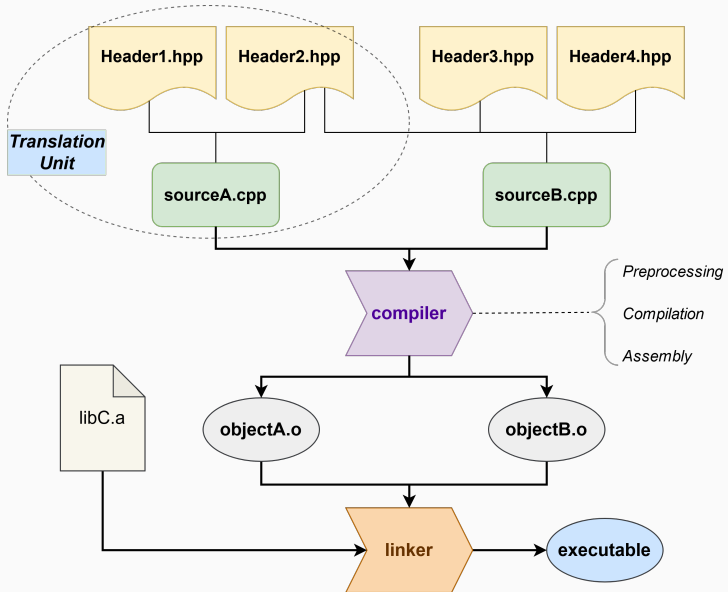 Header1.hpp
Header2.hpp
Header3.hpp
Header4.hpp
Translation
Unit
sourceA.cpp
sourceB.cpp
compiler
Preprocessing
Compilation
Assembly
libC.a
objectA.o
objectB.o
linker
executable